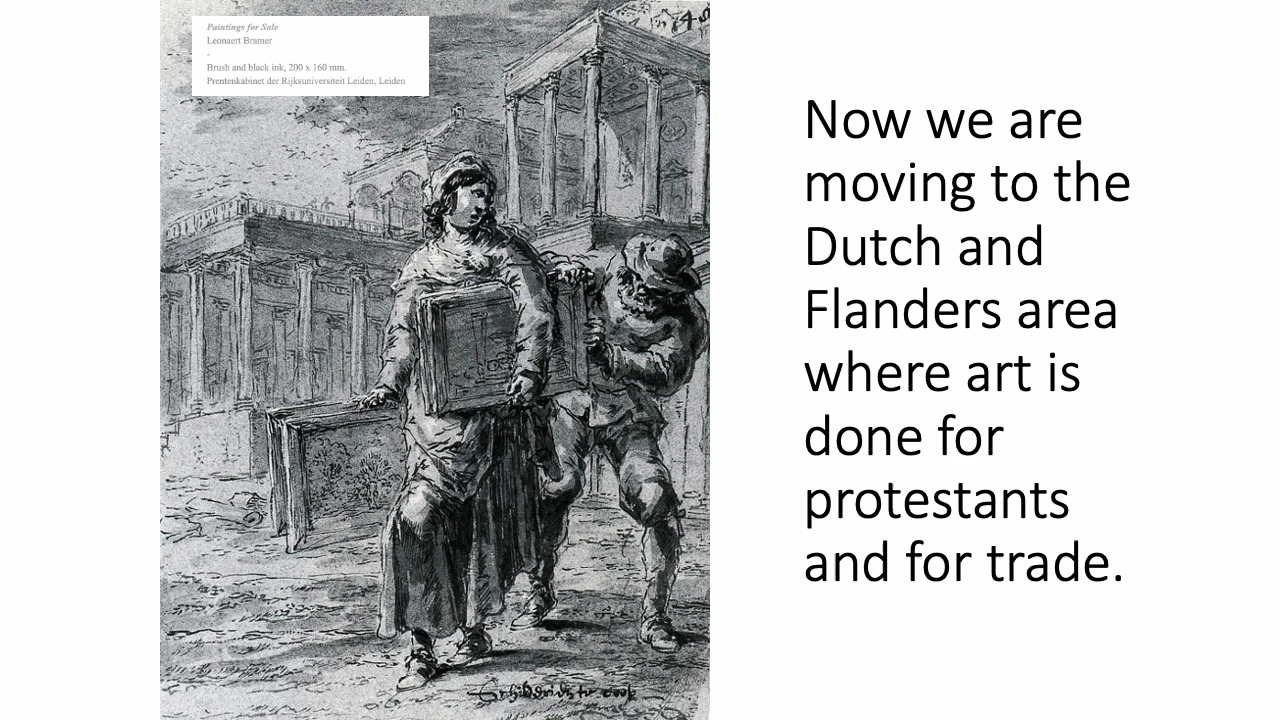 Paintings for Sale
Leonaert Bramer
-
Brush and black ink, 200 x 160 mm.
Prentenkabinet der Rijksuniversiteit Leiden, Leiden
Now we are
moving to the
Dutch and
Flanders area
where art is
done for
protestants
and for trade.